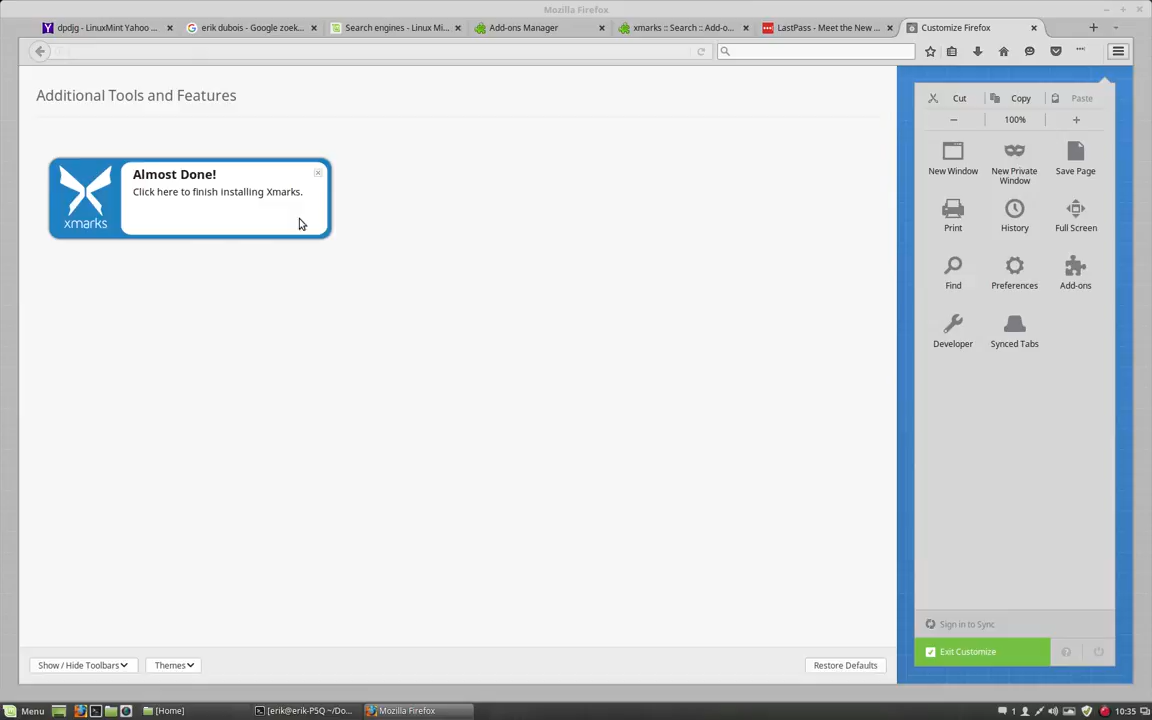 Mozilla Firefox
dpdjg - LinuxMint Yahoo ...
erik dubois - Google zoek...
Search engines - Linux Mi...
Add-ons Manager
xmarks :: Search :: Add-o...
LastPass - Meet the New ...
Customize Firefox
Additional Tools and Features
Almost Done!
Click here to finish installing Xmarks.
xmarks
Cut
Copy
Paste
100%
New Window
New Private
Window
Save Page
Print
History
Full Screen
Find
Preferences
Add-ons
Developer
Synced Tabs
Sign in to Sync
Exit Customize
Show / Hide Toolbars
Themes
Restore Defaults
Menu
[Home]
[erik@erik-P5Q ~/Do...
Mozilla Firefox
1
10:35